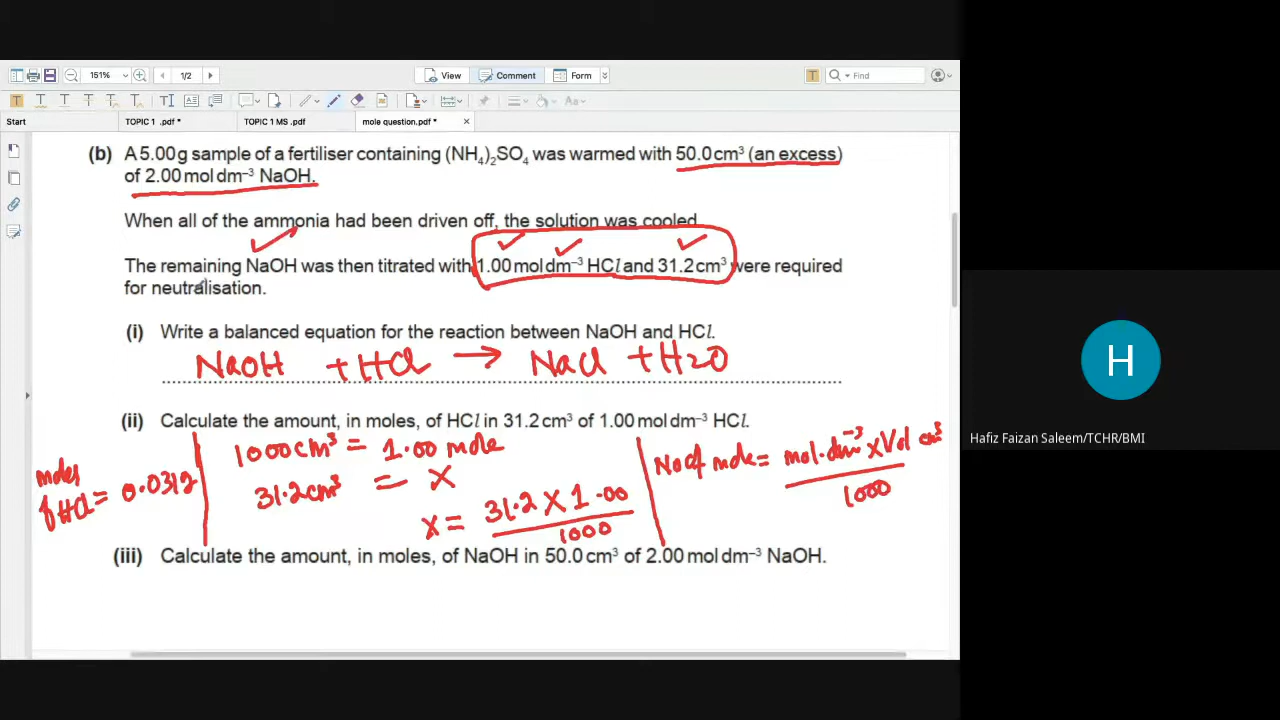 151%
1/2
View
Comment
Form
Find
Start
TOPIC 1 .pdf *
TOPIC 1 MS .pdf
mole question.pdf *
(b) A 5.00 g sample of a fertiliser containing (NH₄)₂SO₄ was warmed with 50.0 cm³ (an excess)
of 2.00 mol dm⁻³ NaOH.
When all of the ammonia had been driven off, the solution was cooled
The remaining NaOH was then titrated with 1.00 mol dm⁻³ HCl and 31.2 cm³ were required
for neutralisation.
(i) Write a balanced equation for the reaction between NaOH and HCl.
NaOH + HCl → NaCl + H2O
(ii) Calculate the amount, in moles, of HCl in 31.2 cm³ of 1.00 mol dm⁻³ HCl.
moles
of HCl = 0.0312
1000cm³ = 1.00 mole
31.2cm³ = X
X = 31.2 X 1.00
1000
No of mole = mol.dm⁻³ x Vol cm³
1000
(iii) Calculate the amount, in moles, of NaOH in 50.0 cm³ of 2.00 mol dm⁻³ NaOH.
H
Hafiz Faizan Saleem/TCHR/BMI